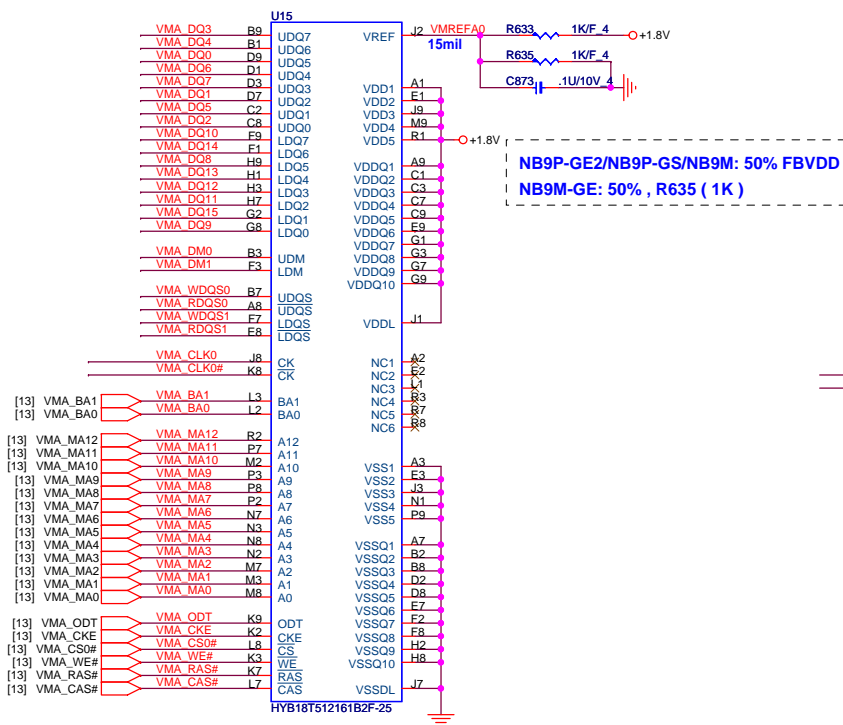 U15
VMA_DQ3 B9 UDQ7 VREF J2 VMREFA0 15mil R633 1K/F_4 +1.8V
VMA_DQ4 B1 UDQ6
VMA_DQ0 D9 UDQ5 R635 1K/F_4
VMA_DQ6 D1 UDQ4 C873 .1U/10V_4
VMA_DQ7 D3 UDQ3 VDD1 A1
VMA_DQ1 D7 UDQ2 VDD2 E1
VMA_DQ5 C2 UDQ1 VDD3 J9
VMA_DQ2 C8 UDQ0 VDD4 M9
VMA_DQ10 F9 LDQ7 VDD5 R1 +1.8V
VMA_DQ14 F1 LDQ6
VMA_DQ8 H9 LDQ5 VDDQ1 A9
VMA_DQ13 H1 LDQ4 VDDQ2 C1
VMA_DQ12 H3 LDQ3 VDDQ3 C3
VMA_DQ11 H7 LDQ2 VDDQ4 C7
VMA_DQ15 G2 LDQ1 VDDQ5 C9
VMA_DQ9 G8 LDQ0 VDDQ6 E9
VDDQ7 G1
VMA_DM0 B3 UDM VDDQ8 G3
VMA_DM1 F3 LDM VDDQ9 G7
VDDQ10 G9
NB9P-GE2/NB9P-GS/NB9M: 50% FBVDD
NB9M-GE: 50% , R635 ( 1K )
VMA_WDQS0 B7 UDQS
VMA_RDQS0 A8 UDQS
VMA_WDQS1 F7 LDQS VDDL J1
VMA_RDQS1 E8 LDQS
VMA_CLK0 J8 CK NC1 A2
VMA_CLK0# K8 CK NC2 E2
NC3 L1
[13] VMA_BA1 VMA_BA1 L3 BA1 NC4 R3
[13] VMA_BA0 VMA_BA0 L2 BA0 NC5 R7
NC6 R8
[13] VMA_MA12 VMA_MA12 R2 A12
[13] VMA_MA11 VMA_MA11 P7 A11
[13] VMA_MA10 VMA_MA10 M2 A10 VSS1 A3
[13] VMA_MA9 VMA_MA9 P3 A9 VSS2 E3
[13] VMA_MA8 VMA_MA8 P8 A8 VSS3 J3
[13] VMA_MA7 VMA_MA7 P2 A7 VSS4 N1
[13] VMA_MA6 VMA_MA6 N7 A6 VSS5 P9
[13] VMA_MA5 VMA_MA5 N3 A5
[13] VMA_MA4 VMA_MA4 N8 A4 VSSQ1 A7
[13] VMA_MA3 VMA_MA3 N2 A3 VSSQ2 B2
[13] VMA_MA2 VMA_MA2 M7 A2 VSSQ3 B8
[13] VMA_MA1 VMA_MA1 M3 A1 VSSQ4 D2
[13] VMA_MA0 VMA_MA0 M8 A0 VSSQ5 D8
VSSQ6 E7
[13] VMA_ODT VMA_ODT K9 ODT VSSQ7 F2
[13] VMA_CKE VMA_CKE K2 CKE VSSQ8 F8
[13] VMA_CS0# VMA_CS0# L8 CS VSSQ9 H2
[13] VMA_WE# VMA_WE# K3 WE VSSQ10 H8
[13] VMA_RAS# VMA_RAS# K7 RAS
[13] VMA_CAS# VMA_CAS# L7 CAS VSSDL J7
HYB18T512161B2F-25